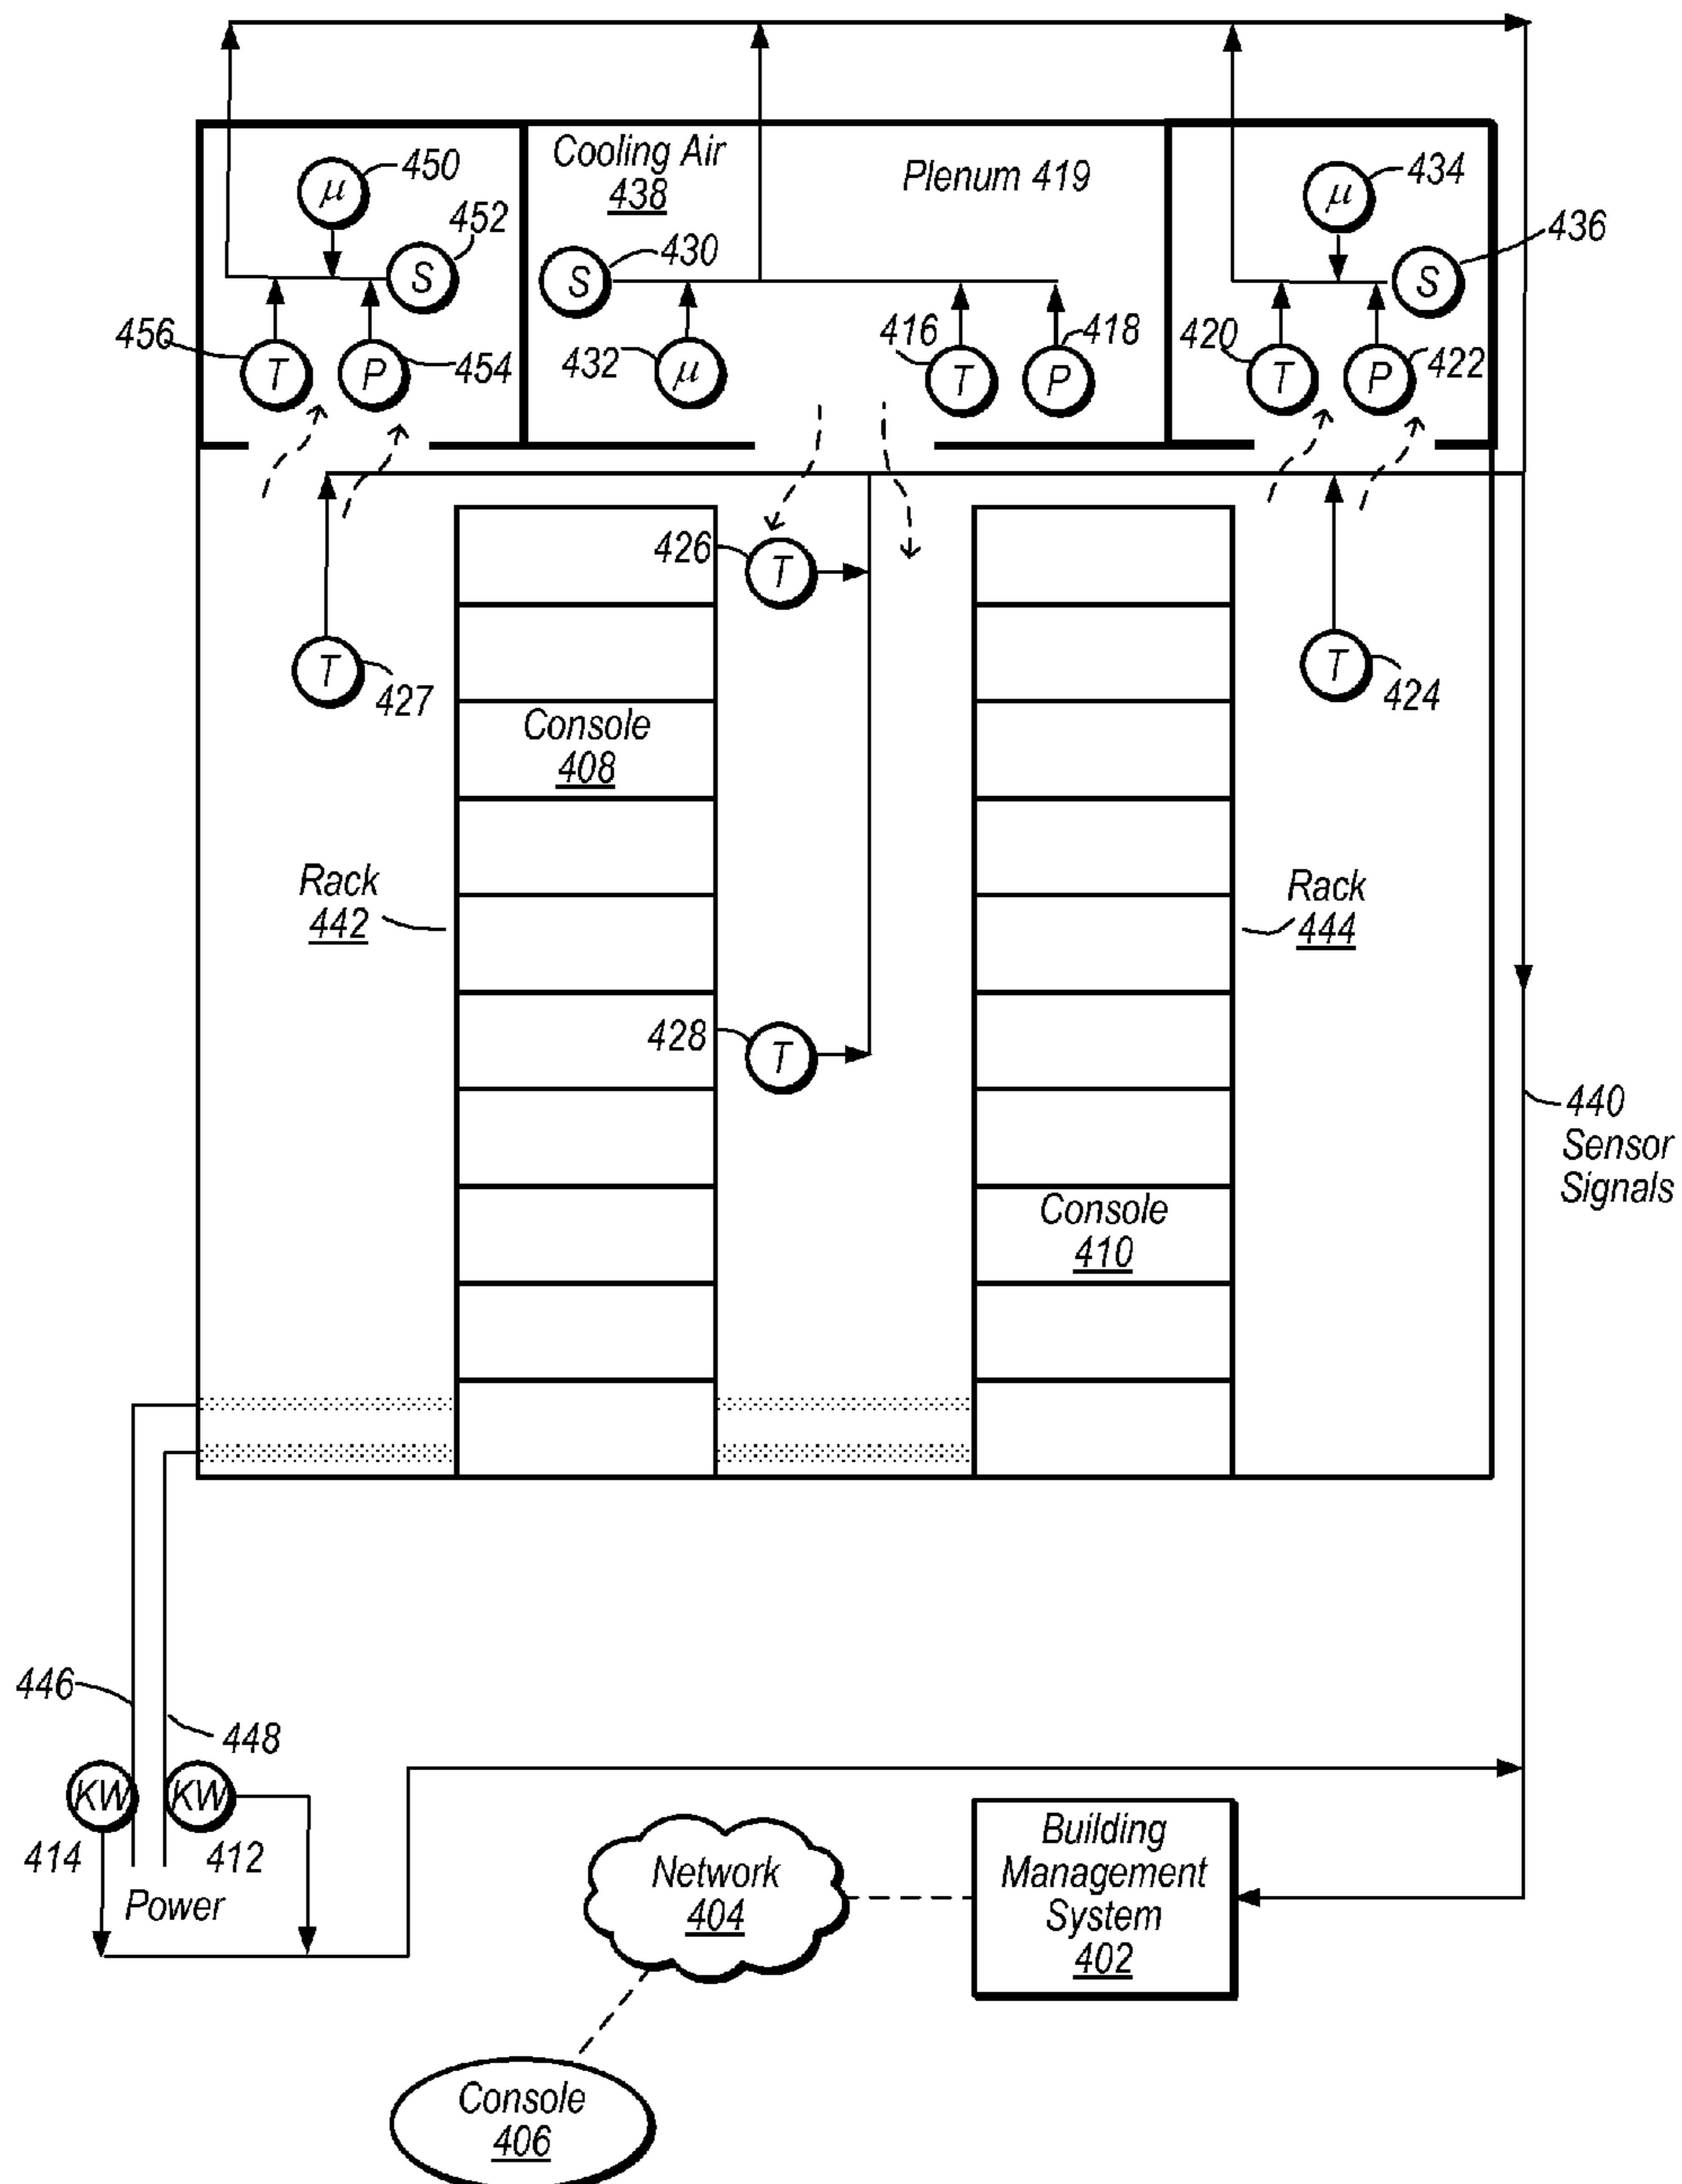 Cooling Air
438
Plenum 419
μ
450
μ
434
452
S
S
430
S
436
456
T
P
454
432
μ
416
T
418
P
420
T
P
422
426
T
T
427
T
424
Console
408
Rack
442
Rack
444
428
T
440
Sensor
Signals
Console
410
446
448
KW
KW
414
412
Power
Network
404
Building
Management
System
402
Console
406